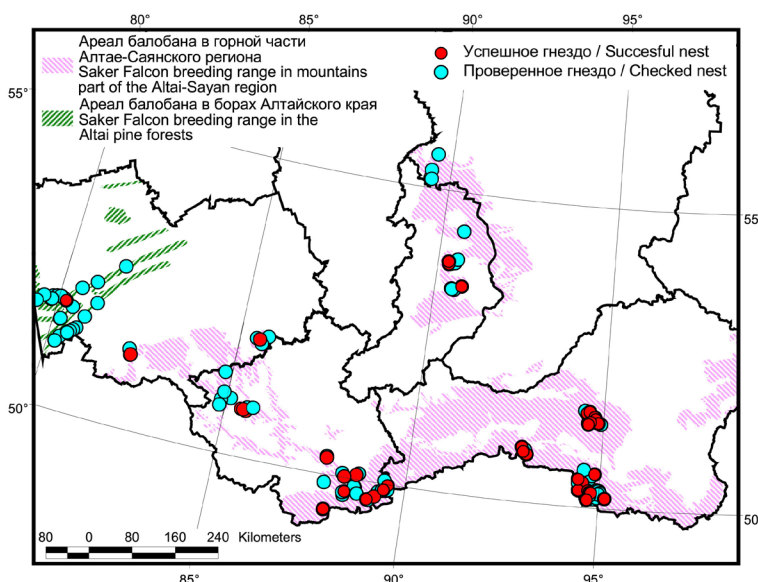 80°
85°
90°
95°
Ареал балобана в горной части
Алтае-Саянского региона
Saker Falcon breeding range in mountains
part of the Altai-Sayan region
Ареал балобана в борах Алтайского края
Saker Falcon breeding range in the
Altai pine forests
Успешное гнездо / Succesful nest
Проверенное гнездо / Checked nest
55°
55°
50°
50°
80 0 80 160 240 Kilometers
85°
90°
95°